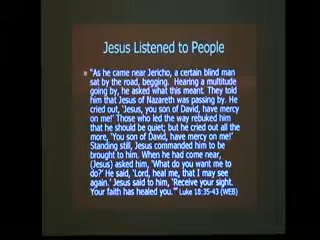 Jesus Listened to People
"As he came near Jericho, a certain blind man
sat by the road, begging. Hearing a multitude
going by, he asked what this meant. They told
him that Jesus of Nazareth was passing by. He
cried out, 'Jesus, you son of David, have mercy
on me!' Those who led the way rebuked him
that he should be quiet; but he cried out all the
more, 'You son of David, have mercy on me!'
Standing still, Jesus commanded him to be
brought to him. When he had come near,
(Jesus) asked him, 'What do you want me to
do?' He said, 'Lord, heal me, that I may see
again.' Jesus said to him, 'Receive your sight.
Your faith has healed you.'" Luke 18:35-43 (WEB)